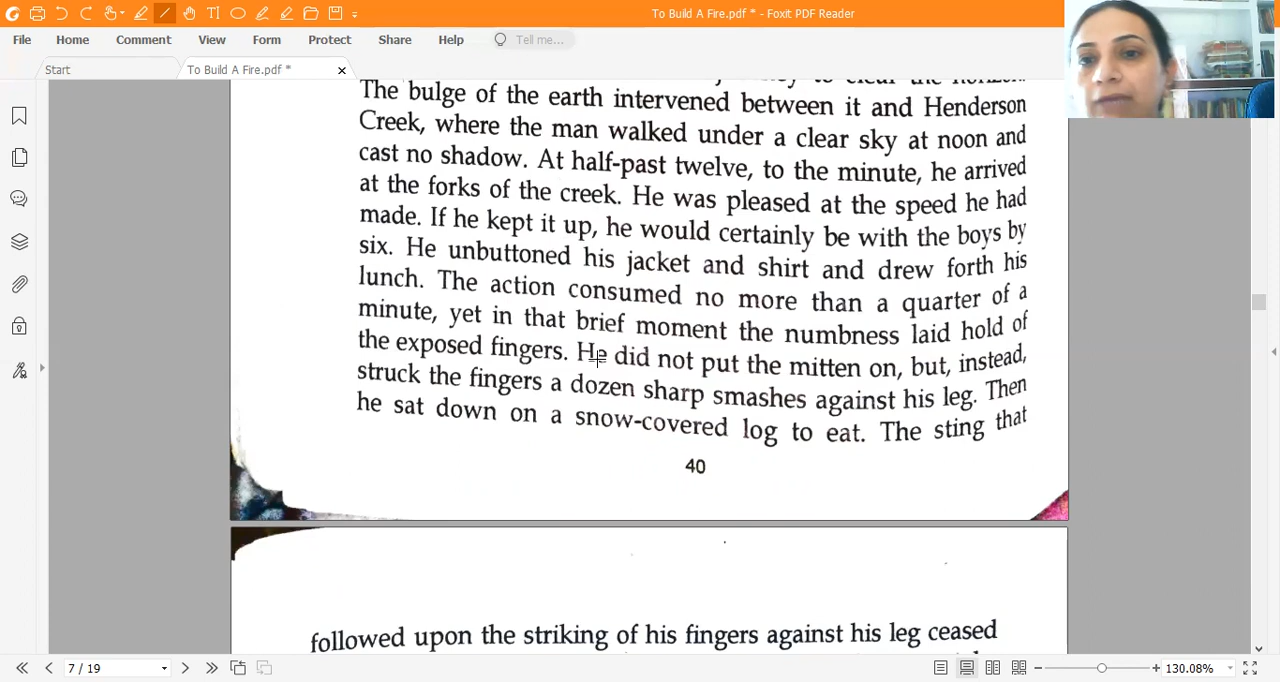 To Build A Fire.pdf * - Foxit PDF Reader
File Home Comment View Form Protect Share Help Tell me...
Start To Build A Fire.pdf *
The bulge of the earth intervened between it and Henderson
Creek, where the man walked under a clear sky at noon and
cast no shadow. At half-past twelve, to the minute, he arrived
at the forks of the creek. He was pleased at the speed he had
made. If he kept it up, he would certainly be with the boys by
six. He unbuttoned his jacket and shirt and drew forth his
lunch. The action consumed no more than a quarter of a
minute, yet in that brief moment the numbness laid hold of
the exposed fingers. He did not put the mitten on, but, instead,
struck the fingers a dozen sharp smashes against his leg. Then
he sat down on a snow-covered log to eat. The sting that
40
followed upon the striking of his fingers against his leg ceased
7 / 19 130.08%